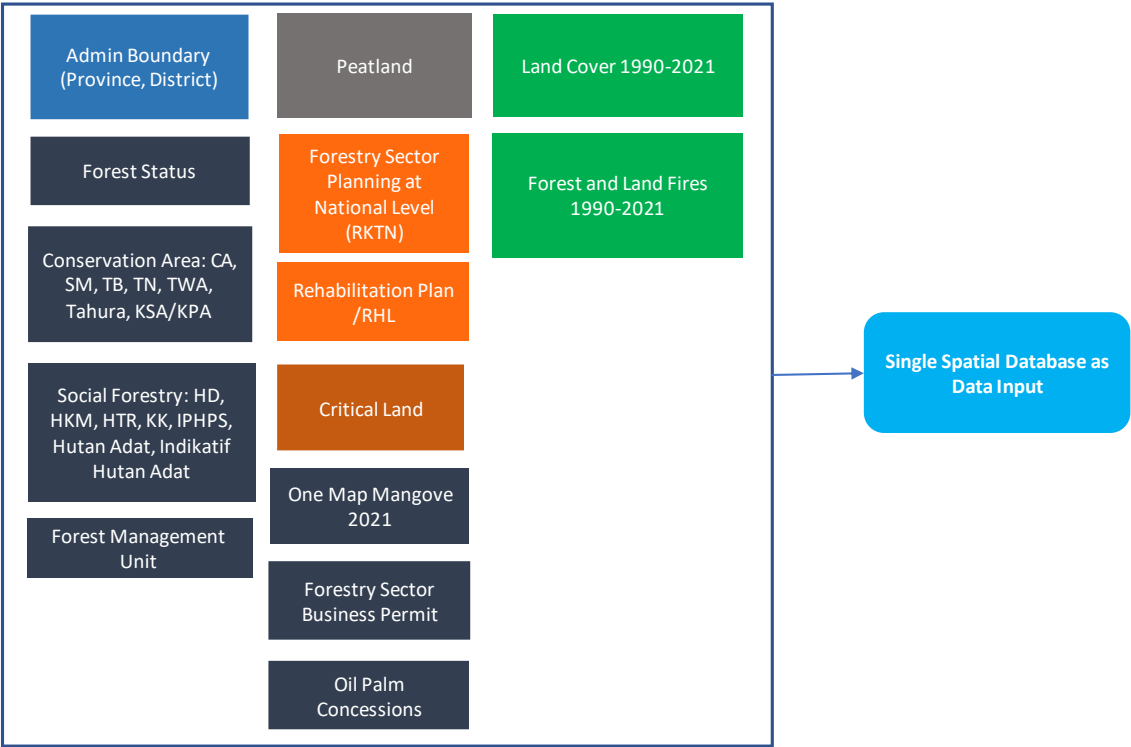 Admin Boundary
(Province, District)
Forest Status
Conservation Area: CA,
SM, TB, TN, TWA,
Tahura, KSA/KPA
Social Forestry: HD,
HKM, HTR, KK, IPHPS,
Hutan Adat, Indikatif
Hutan Adat
Forest Management
Unit
Peatland
Forestry Sector
Planning at
National Level
(RKTN)
Rehabilitation Plan
/RHL
Critical Land
One Map Mangove
2021
Forestry Sector
Business Permit
Oil Palm
Concessions
Land Cover 1990-2021
Forest and Land Fires
1990-2021
Single Spatial Database as
Data Input